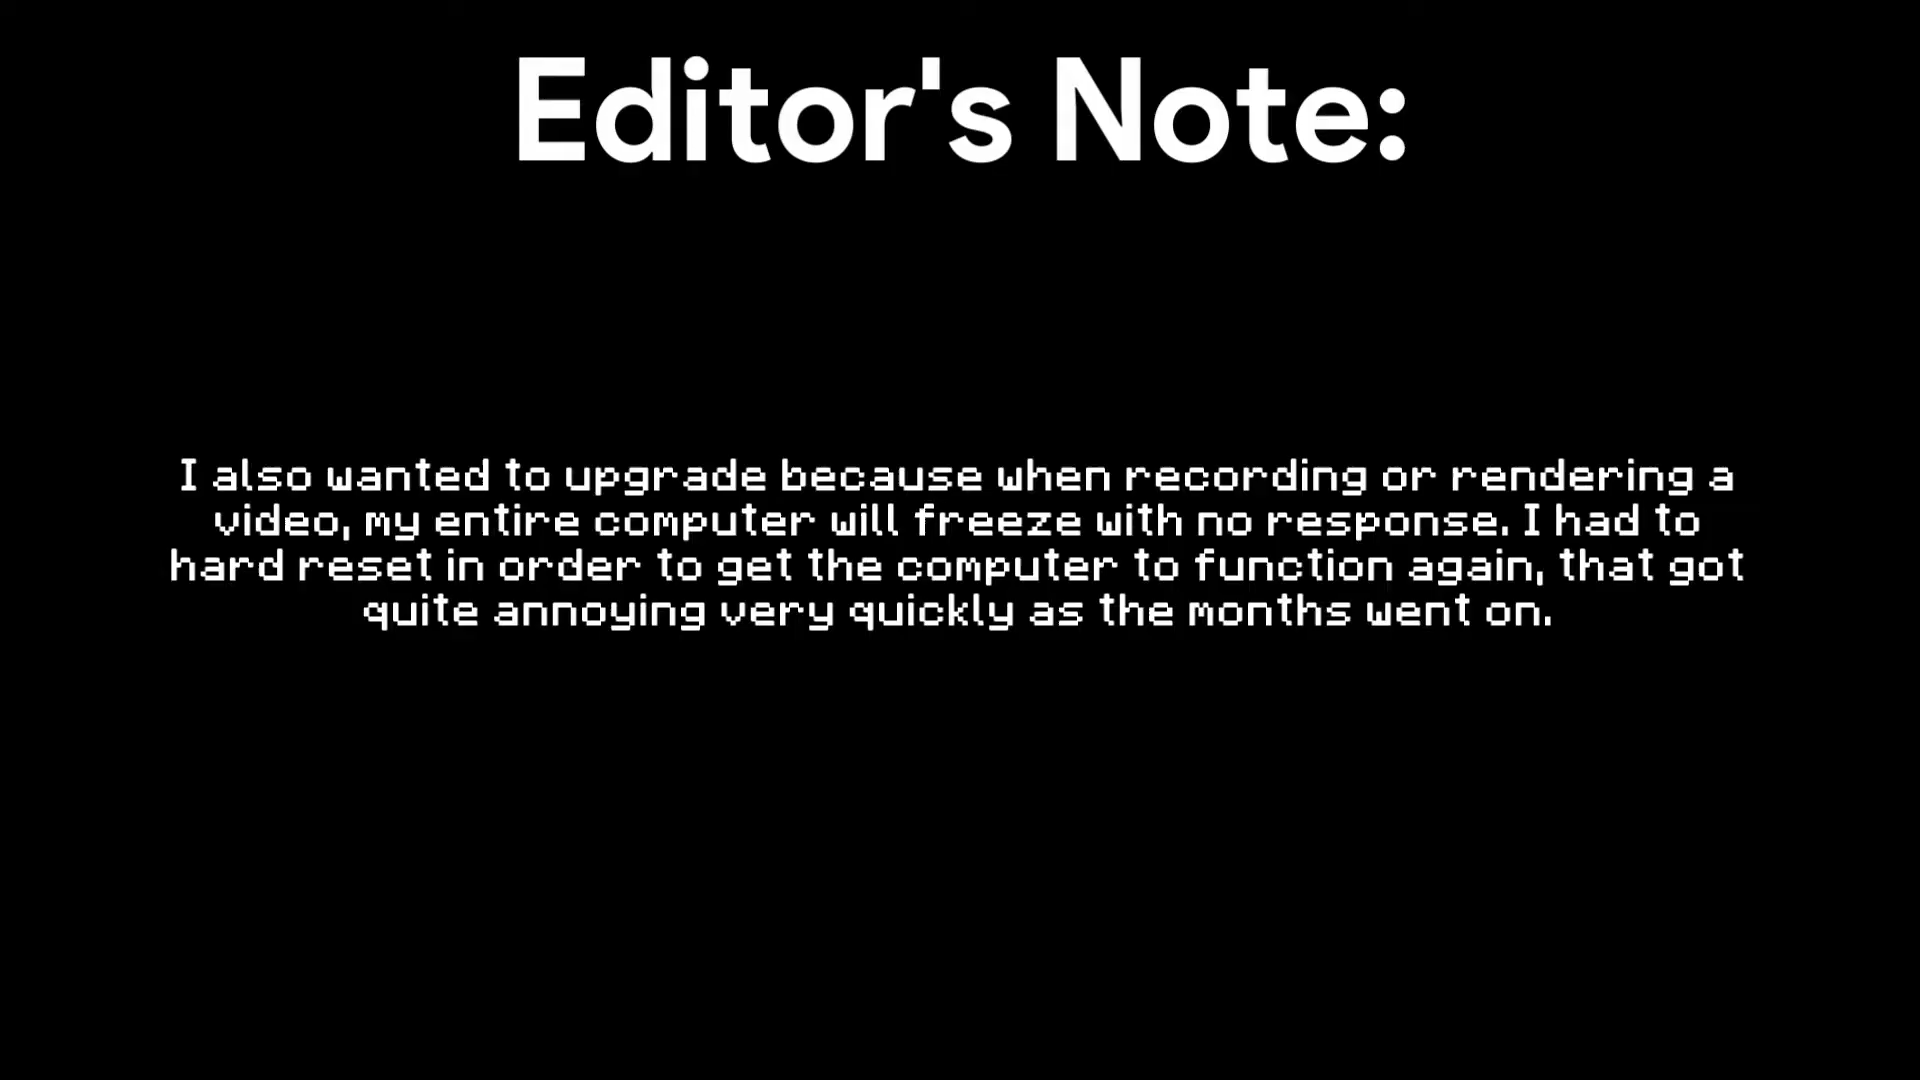 Editor's Note:
I also wanted to upgrade because when recording or rendering a
video, my entire computer will freeze with no response. I had to
hard reset in order to get the computer to function again, that got
quite annoying very quickly as the months went on.